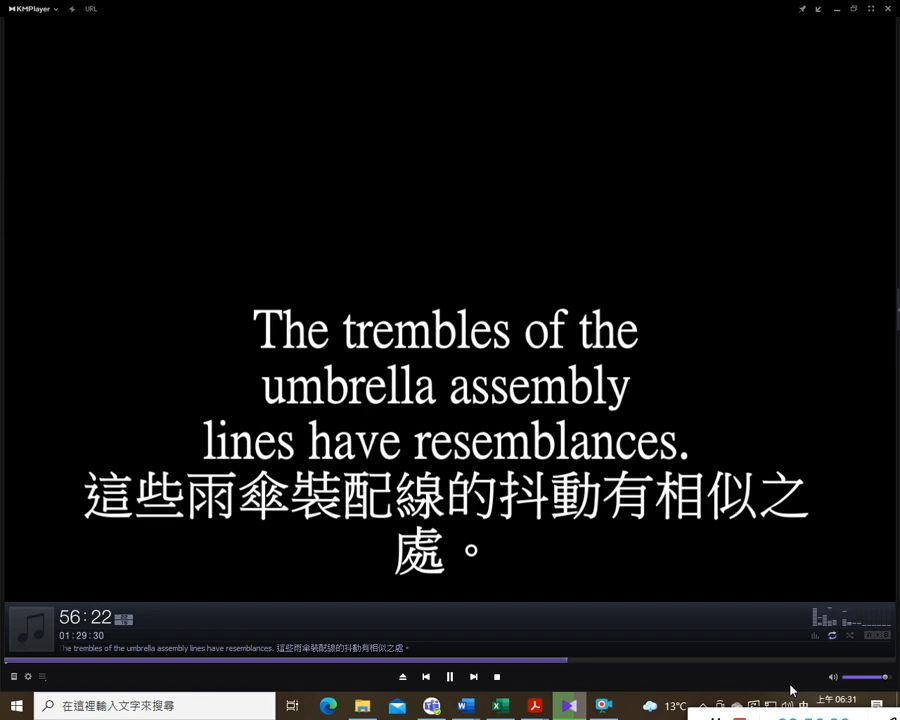 KMPlayer
URL
The trembles of the
umbrella assembly
lines have resemblances.
這些雨傘裝配線的抖動有相似之
處。
56:22
01:29:30
The trembles of the umbrella assembly lines have resemblances. 這些雨傘裝配線的抖動有相似之處。
在這裡輸入文字來搜尋
13°C
中
上午 06:31